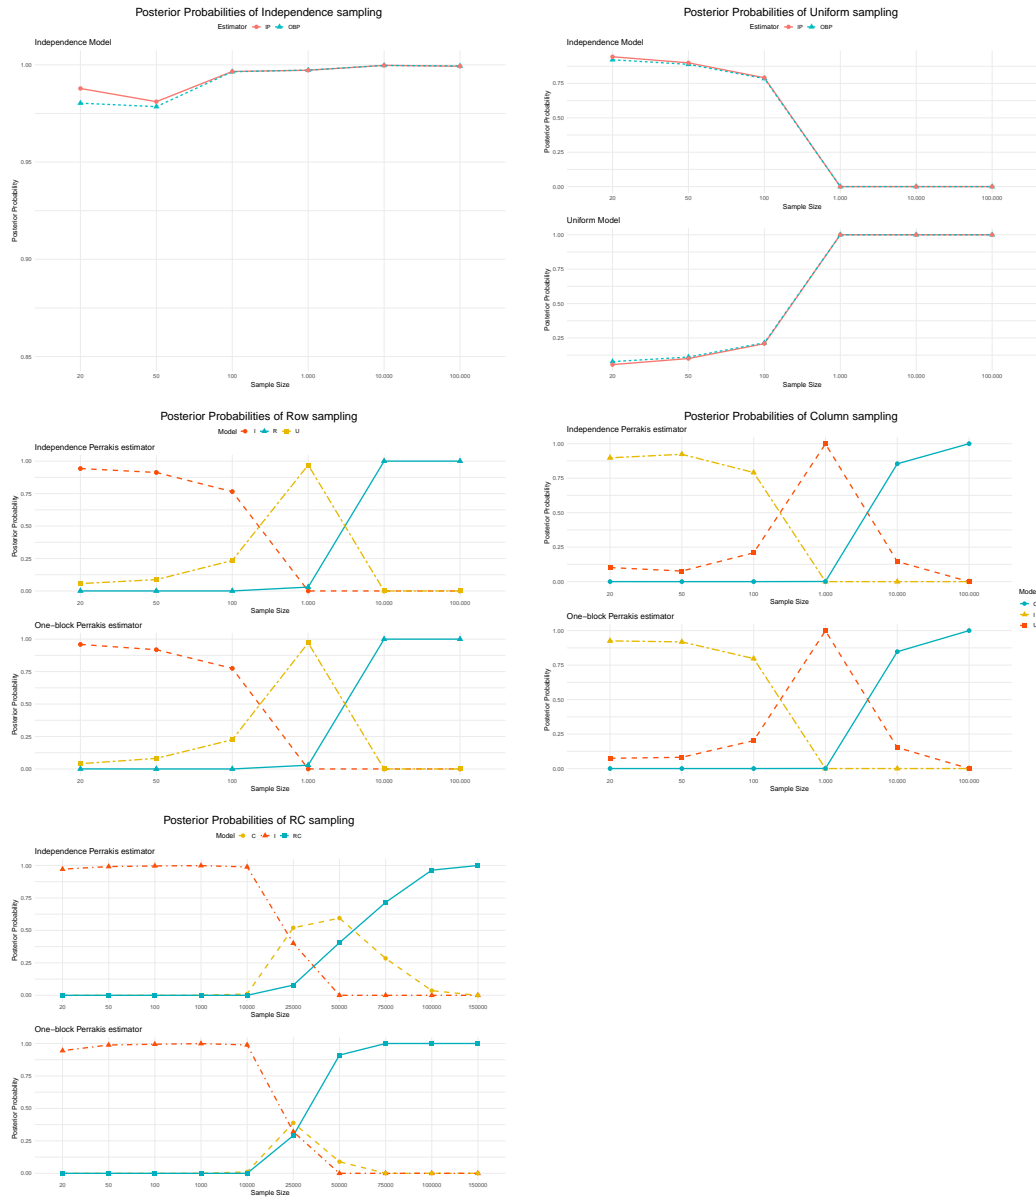 Posterior Probabilities of Independence sampling
Estimator IP OBP
Independence Model
1.00
0.95
0.90
0.85
Posterior Probability
20 50 100 1.000 10.000 100.000
Sample Size
Posterior Probabilities of Uniform sampling
Estimator IP OBP
Independence Model
0.75
0.50
0.25
0.00
Posterior Probability
20 50 100 1.000 10.000 100.000
Sample Size
Uniform Model
1.00
0.75
0.50
0.25
Posterior Probability
20 50 100 1.000 10.000 100.000
Sample Size
Posterior Probabilities of Row sampling
Model I R U
Independence Perrakis estimator
1.00
0.75
0.50
0.25
0.00
Posterior Probability
20 50 100 1.000 10.000 100.000
Sample Size
One−block Perrakis estimator
1.00
0.75
0.50
0.25
0.00
Posterior Probability
20 50 100 1.000 10.000 100.000
Sample Size
Posterior Probabilities of Column sampling
Independence Perrakis estimator
1.00
0.75
0.50
0.25
0.00
Posterior Probability
20 50 100 1.000 10.000 100.000
Sample Size
One−block Perrakis estimator
1.00
0.75
0.50
0.25
0.00
Posterior Probability
20 50 100 1.000 10.000 100.000
Sample Size
Model
I
Posterior Probabilities of RC sampling
Model C I RC
Independence Perrakis estimator
1.00
0.75
0.50
0.25
0.00
Posterior Probability
20 50 100 1000 10000 25000 50000 75000 100000 150000
Sample Size
One−block Perrakis estimator
1.00
0.75
0.50
0.25
0.00
Posterior Probability
20 50 100 1000 10000 25000 50000 75000 100000 150000
Sample Size